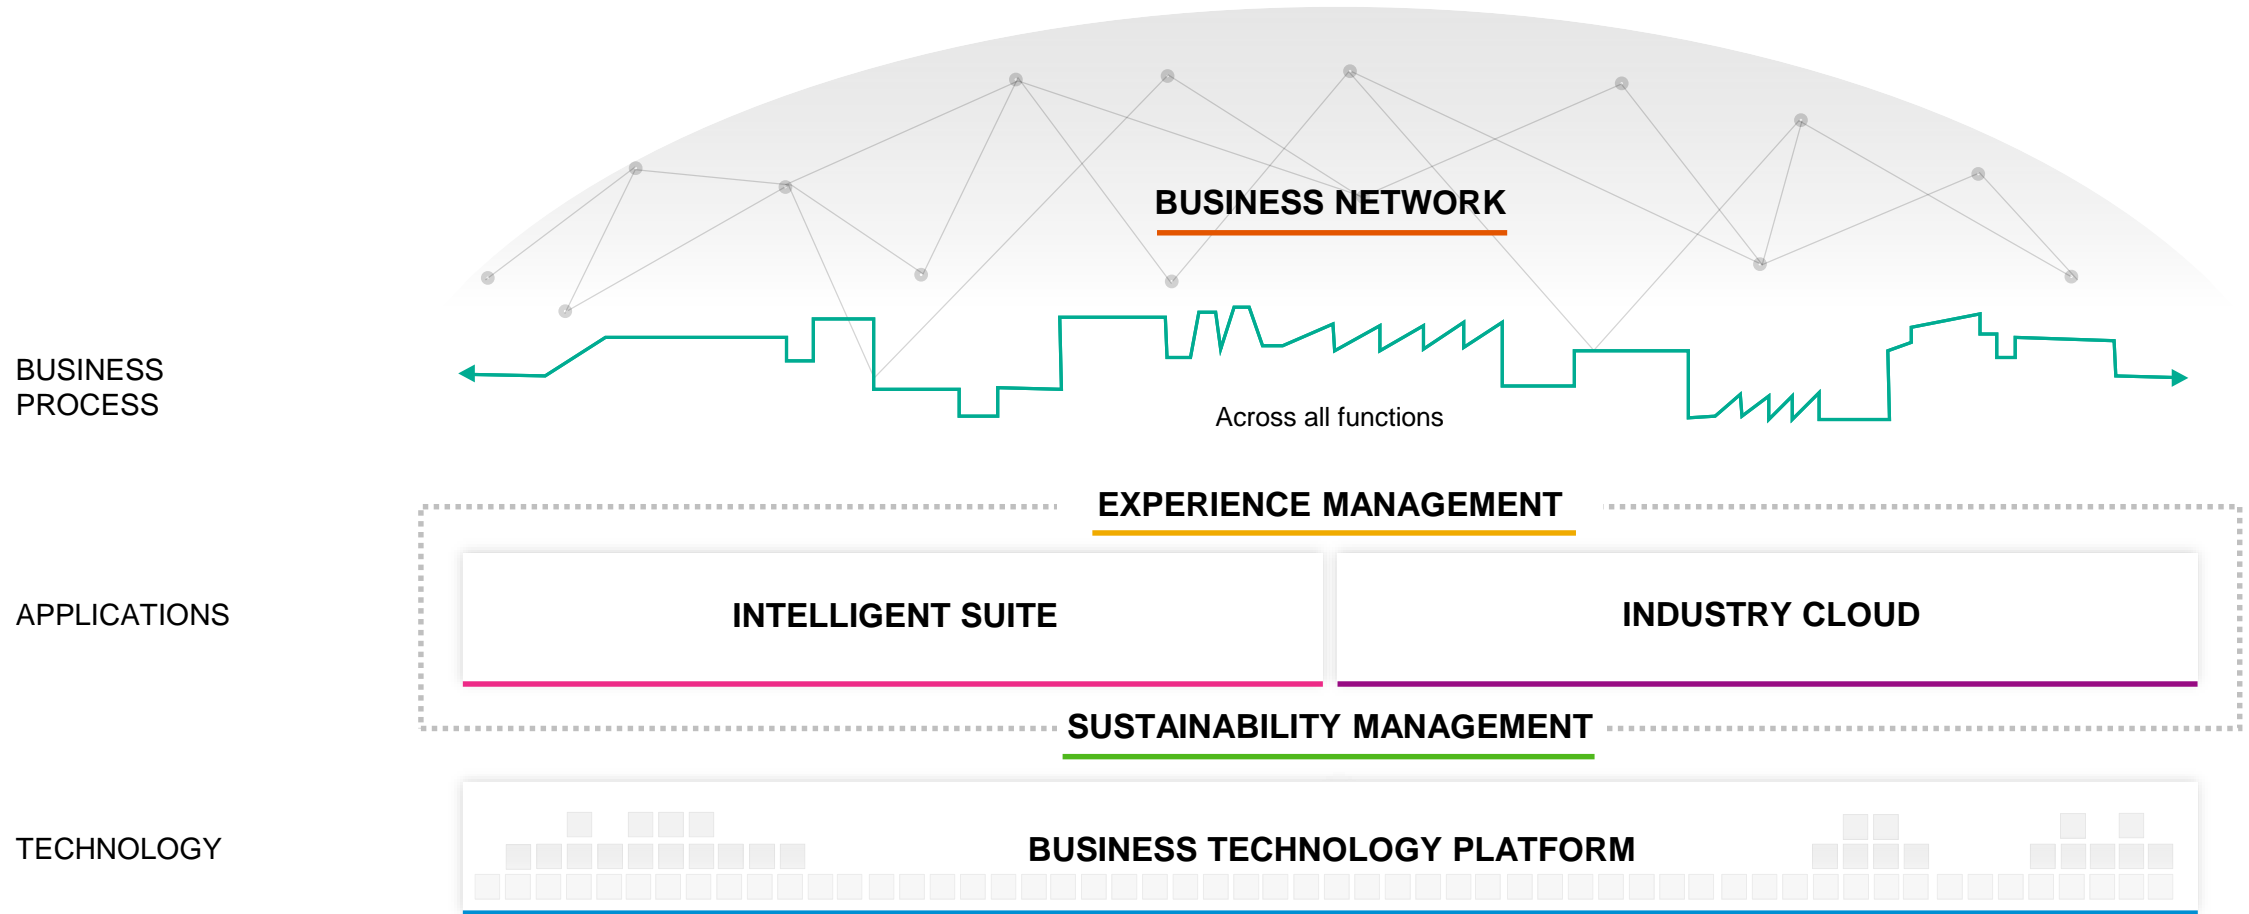 BUSINESS NETWORK
BUSINESS
PROCESS
Across all functions
EXPERIENCE MANAGEMENT
APPLICATIONS
INTELLIGENT SUITE
INDUSTRY CLOUD
SUSTAINABILITY MANAGEMENT
TECHNOLOGY
BUSINESS TECHNOLOGY PLATFORM